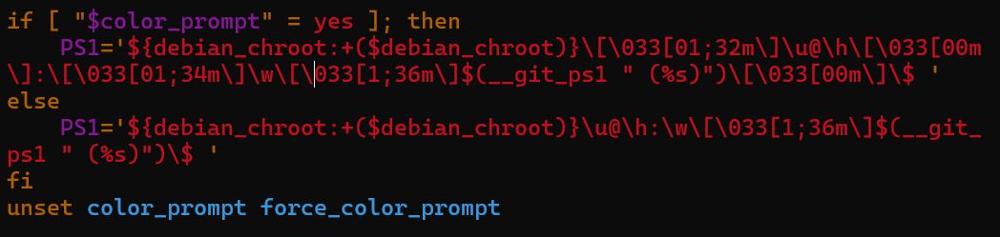 if [ "$color_prompt" = yes ]; then
    PS1='${debian_chroot:+($debian_chroot)}\[\033[01;32m\]\u@\h\[\033[00m
\]:\[\033[01;34m\]\w\[\033[1;36m\]$(__git_ps1 " (%s)")\[\033[00m\]\$ '
else
    PS1='${debian_chroot:+($debian_chroot)}\u@\h:\w\[\033[1;36m\]$(__git_
ps1 " (%s)")\$ '
fi
unset color_prompt force_color_prompt